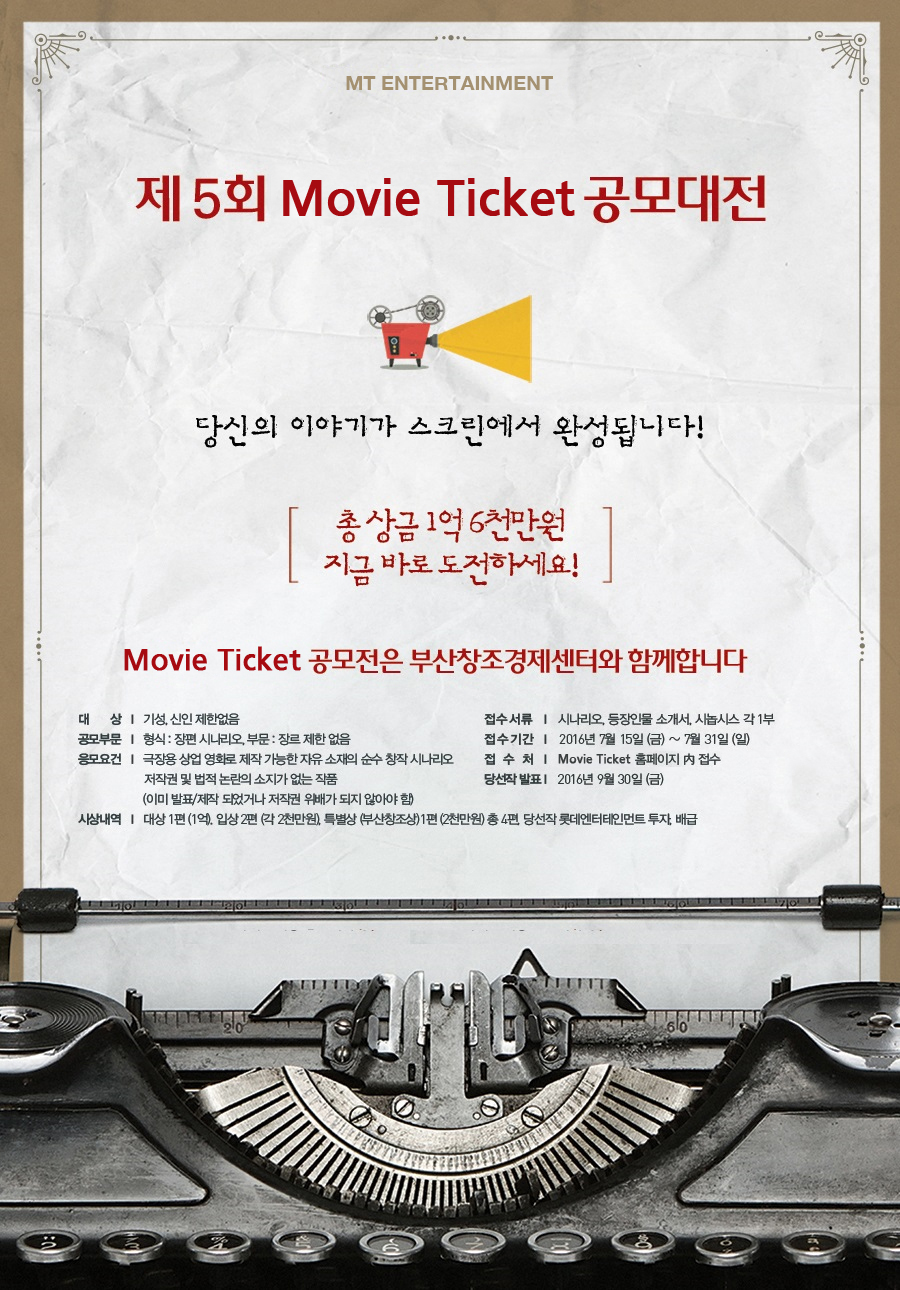 MT ENTERTAINMENT
제 5회 Movie Ticket 공모대전
당신의 이야기가 스크린에서 완성됩니다!
총 상금 1억 6천만원
지금 바로 도전하세요!
Movie Ticket 공모전은 부산창조경제센터와 함께합니다
대 상 | 기성, 신인 제한없음
공모부문 | 형식 : 장편 시나리오, 부문 : 장르 제한 없음
응모요건 | 극장용 상업 영화로 제작 가능한 자유 소재의 순수 창작 시나리오
저작권 및 법적 논란의 소지가 없는 작품
(이미 발표/제작 되었거나 저작권 위배가 되지 않아야 함)
시상내역 | 대상 1편 (1억), 입상 2편 (각 2천만원), 특별상 (부산창조상)1편 (2천만원) 총 4편, 당선작 롯데엔터테인먼트 투자, 배급
접수서류 | 시나리오, 등장인물 소개서, 시놉시스 각 1부
접수기간 | 2016년 7월 15일 (금) ~ 7월 31일 (일)
접 수 처 | Movie Ticket 홈페이지 內 접수
당선작 발표 | 2016년 9월 30일 (금)
20 60
2 3 4 5 6 7 9